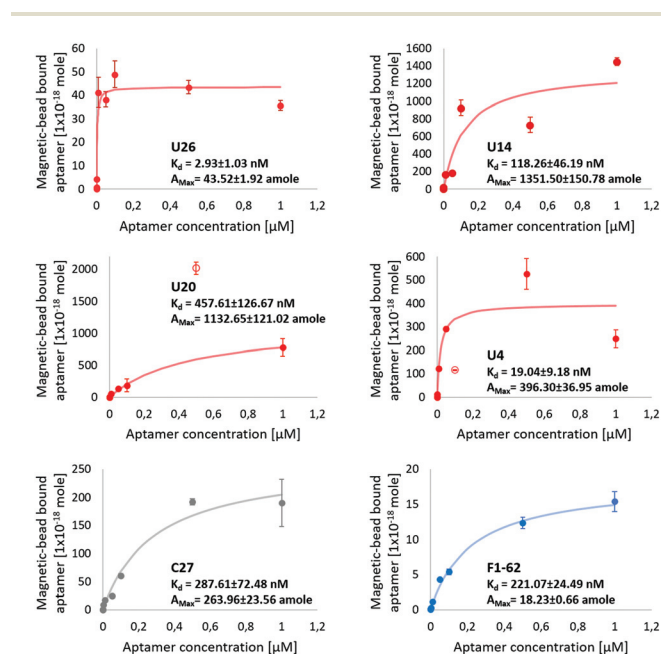 Magnetic-bead bound
aptamer [1x10⁻¹⁸ mole]
60
50
40
30
20
10
0
U26
K_d = 2.93±1.03 nM
A_Max= 43.52±1.92 amole
0 0,2 0,4 0,6 0,8 1 1,2
Aptamer concentration [µM]
Magnetic-bead bound
aptamer [1x10⁻¹⁸ mole]
1600
1400
1200
1000
800
600
400
200
0
U14
K_d = 118.26±46.19 nM
A_Max= 1351.50±150.78 amole
0 0,2 0,4 0,6 0,8 1 1,2
Aptamer concentration [µM]
Magnetic-bead bound
aptamer [1x10⁻¹⁸ mole]
2000
1500
1000
500
0
U20
K_d = 457.61±126.67 nM
A_Max= 1132.65±121.02 amole
0 0,2 0,4 0,6 0,8 1 1,2
Aptamer concentration [µM]
Magnetic-bead bound
aptamer [1x10⁻¹⁸ mole]
600
500
400
300
200
100
0
U4
K_d = 19.04±9.18 nM
A_Max= 396.30±36.95 amole
0 0,2 0,4 0,6 0,8 1 1,2
Aptamer concentration [µM]
Magnetic-bead bound
aptamer [1x10⁻¹⁸ mole]
250
200
150
100
50
0
C27
K_d = 287.61±72.48 nM
A_Max= 263.96±23.56 amole
0 0,2 0,4 0,6 0,8 1 1,2
Aptamer concentration [µM]
Magnetic-bead bound
aptamer [1x10⁻¹⁸ mole]
20
15
10
5
0
F1-62
K_d = 221.07±24.49 nM
A_Max= 18.23±0.66 amole
0 0,2 0,4 0,6 0,8 1 1,2
Aptamer concentration [µM]